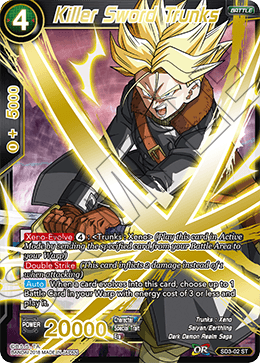 4
Killer Sword Trunks
BATTLE
0 + 5000
Xeno-Evolve 4 : <Trunks : Xeno> (Play this card in Active
Mode by sending the specified card from your Battle Area to
your Warp)
Double Strike (This card inflicts 2 damage instead of 1
when attacking)
Auto When a card evolves into this card, choose up to 1
Battle Card in your Warp with energy cost of 3 or less and
play it.
POWER
20000
Character
Special Trait
Era
Trunks : Xeno
Saiyan/Earthling
Dark Demon Realm Saga
SD3-02 ST